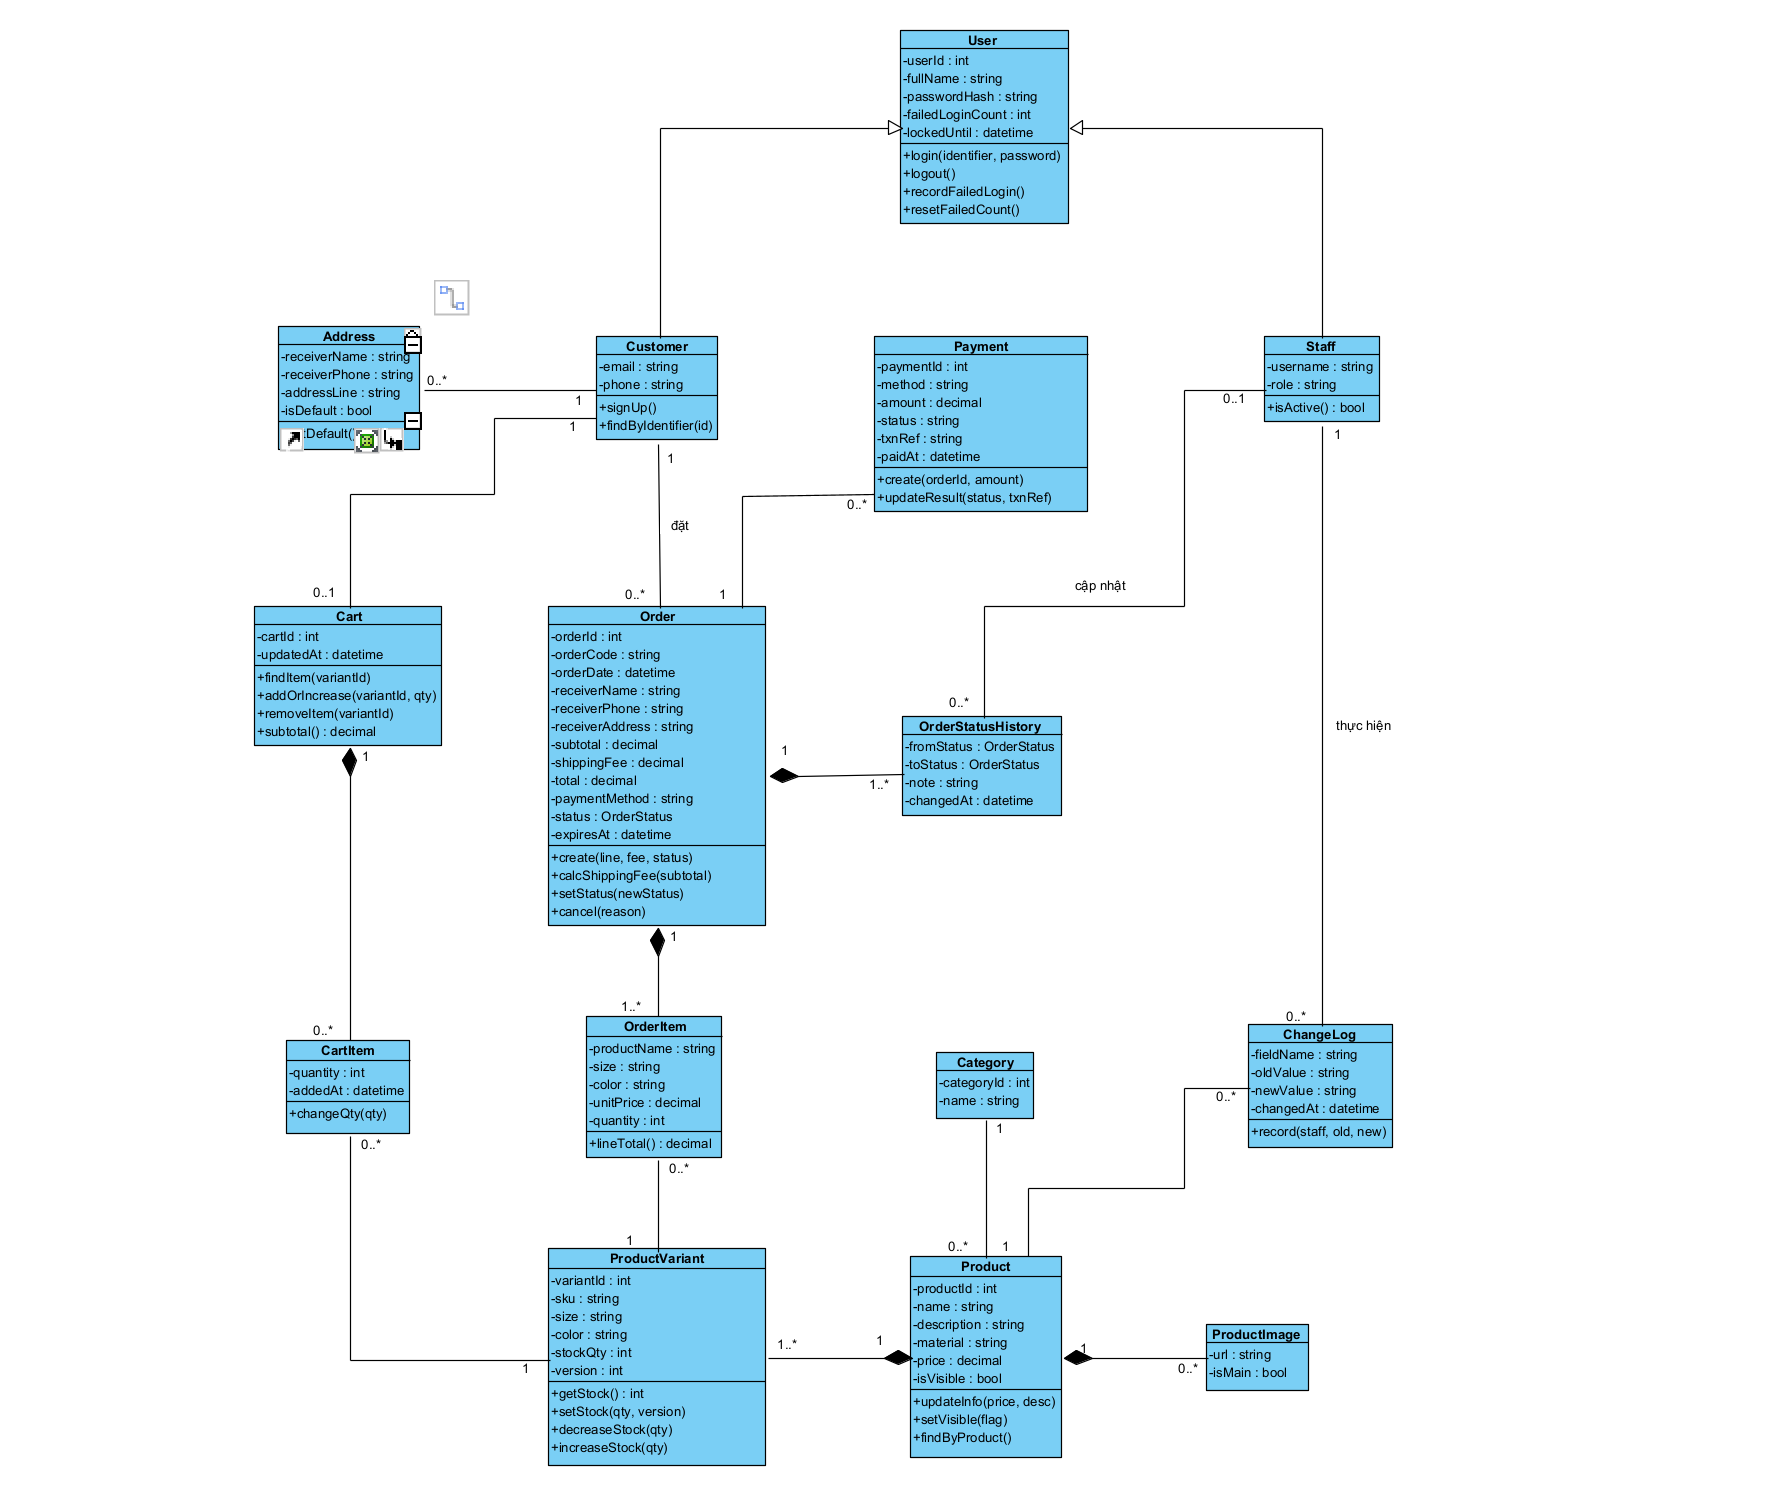 User
-userId : int
-fullName : string
-passwordHash : string
-failedLoginCount : int
-lockedUntil : datetime
+login(identifier, password)
+logout()
+recordFailedLogin()
+resetFailedCount()
Address
-receiverName : string
-receiverPhone : string
-addressLine : string
-isDefault : bool
:Default()
0..*
1
1
Customer
-email : string
-phone : string
+signUp()
+findByIdentifier(id)
1
đặt
0..*
Payment
-paymentId : int
-method : string
-amount : decimal
-status : string
-txnRef : string
-paidAt : datetime
+create(orderId, amount)
+updateResult(status, txnRef)
0..*
1
Staff
-username : string
-role : string
+isActive() : bool
0..1
1
cập nhật
0..*
thực hiện
0..1
Cart
-cartId : int
-updatedAt : datetime
+findItem(variantId)
+addOrIncrease(variantId, qty)
+removeItem(variantId)
+subtotal() : decimal
1
Order
-orderId : int
-orderCode : string
-orderDate : datetime
-receiverName : string
-receiverPhone : string
-receiverAddress : string
-subtotal : decimal
-shippingFee : decimal
-total : decimal
-paymentMethod : string
-status : OrderStatus
-expiresAt : datetime
+create(line, fee, status)
+calcShippingFee(subtotal)
+setStatus(newStatus)
+cancel(reason)
1
1..*
OrderStatusHistory
-fromStatus : OrderStatus
-toStatus : OrderStatus
-note : string
-changedAt : datetime
1
1..*
0..*
CartItem
-quantity : int
-addedAt : datetime
+changeQty(qty)
0..*
1
OrderItem
-productName : string
-size : string
-color : string
-unitPrice : decimal
-quantity : int
+lineTotal() : decimal
0..*
1
Category
-categoryId : int
-name : string
1
0..*
1
0..*
ChangeLog
-fieldName : string
-oldValue : string
-newValue : string
-changedAt : datetime
+record(staff, old, new)
0..*
ProductVariant
-variantId : int
-sku : string
-size : string
-color : string
-stockQty : int
-version : int
+getStock() : int
+setStock(qty, version)
+decreaseStock(qty)
+increaseStock(qty)
1..*
1
Product
-productId : int
-name : string
-description : string
-material : string
-price : decimal
-isVisible : bool
+updateInfo(price, desc)
+setVisible(flag)
+findByProduct()
1
0..*
ProductImage
-url : string
-isMain : bool